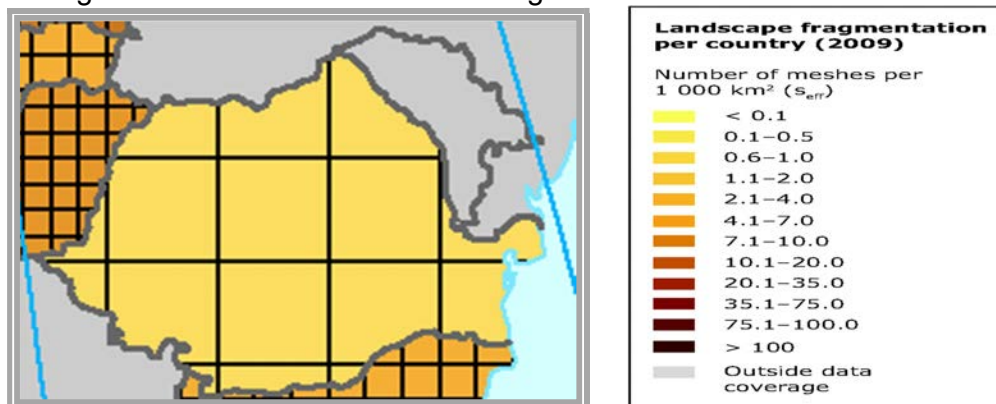 Landscape fragmentation
per country (2009)
Number of meshes per
1 000 km² (s_eff)
< 0.1
0.1–0.5
0.6–1.0
1.1–2.0
2.1–4.0
4.1–7.0
7.1–10.0
10.1–20.0
20.1–35.0
35.1–75.0
75.1–100.0
> 100
Outside data
coverage